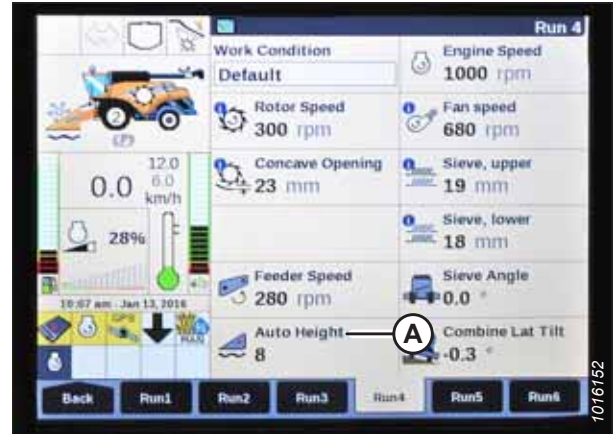 Run 4
Work Condition
Default
Engine Speed
1000 rpm
Rotor Speed
300 rpm
Fan speed
680 rpm
Concave Opening
23 mm
Sieve, upper
19 mm
Sieve, lower
18 mm
Feeder Speed
280 rpm
Sieve Angle
0.0 °
Auto Height
8
A
Combine Lat Tilt
-0.3 °
2
(P)
0.0
12.0
6.0
km/h
28%
10:07 am Jan 13, 2016
GPS
MAX
Back
Run1
Run2
Run3
Run4
Run5
Run6
1016152